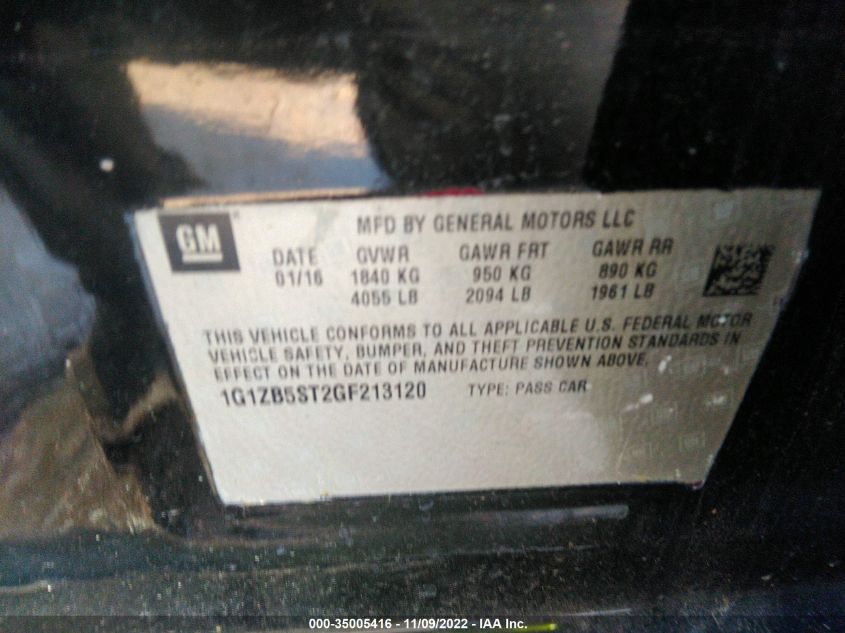 GM
MFD BY GENERAL MOTORS LLC
DATE GVWR GAWR FRT GAWR RR
01/16 1840 KG 950 KG 890 KG
4055 LB 2094 LB 1961 LB
THIS VEHICLE CONFORMS TO ALL APPLICABLE U.S. FEDERAL MOTOR
VEHICLE SAFETY, BUMPER, AND THEFT PREVENTION STANDARDS IN
EFFECT ON THE DATE OF MANUFACTURE SHOWN ABOVE.
1G1ZB5ST2GF213120 TYPE: PASS CAR
000-35005416 - 11/09/2022 - IAA Inc.